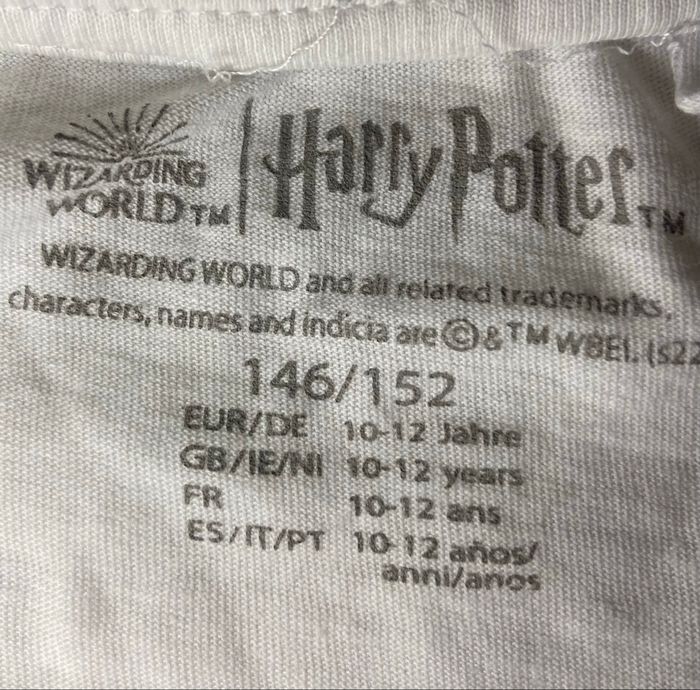 WIZARDING
WORLD TM
Harry Potter TM
WIZARDING WORLD and all related trademarks,
characters, names and indicia are © & TM WBEI. (s22
146/152
EUR/DE 10-12 Jahre
GB/IE/NI 10-12 years
FR 10-12 ans
ES/IT/PT 10-12 años/
anni/anos